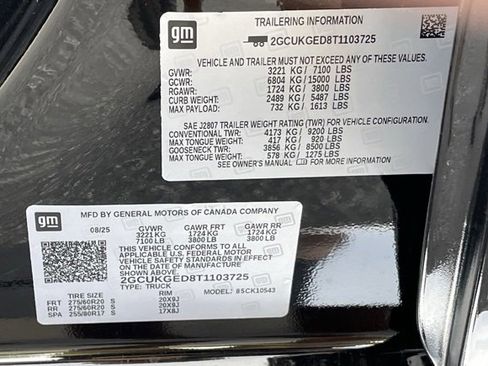 gm
TRAILERING INFORMATION
2GCUKGED8T1103725
VEHICLE AND TRAILER MUST NOT EXCEED ANY OF THESE VALUES:
GVWR: 3221 KG/ 7100 LBS
GCWR: 6804 KG/15000 LBS
RGAWR: 1724 KG/ 3800 LBS
CURB WEIGHT: 2489 KG/ 5487 LBS
MAX PAYLOAD: 732 KG/ 1613 LBS
SAE J2807 TRAILER WEIGHT RATING (TWR) FOR:
CONVENTIONAL TWR: 4173 KG/ 9200 LBS
MAX TONGUE WEIGHT: 417 KG/ 920 LBS
GOOSENECK TWR: 3856 KG/ 8500 LBS
MAX TONGUE WEIGHT: 578 KG/ 1275 LBS
SEE OWNER'S MANUAL FOR MORE INFORMATION
gm
MFD BY GENERAL MOTORS OF CANADA COMPANY
08/25 GVWR GAWR FRT GAWR RR
3221KG 1724 KG 1724 KG
7100LB 3800 LB 3800 LB
THIS VEHICLE CONFORMS TO ALL
APPLICABLE U.S. FEDERAL MOTOR
VEHICLE SAFETY, BUMPER, AND THEFT
PREVENTION STANDARDS IN EFFECT ON
THE DATE OF MANUFACTURE SHOWN ABOVE.
2GCUKGED8T1103725
TYPE: TRUCK MODEL: 85CK10543
TIRE SIZE RIM
FRT 275/60R20 S 20X9J
RR 275/60R20 S 20X9J
SPA 255/80R17 S 17X8J